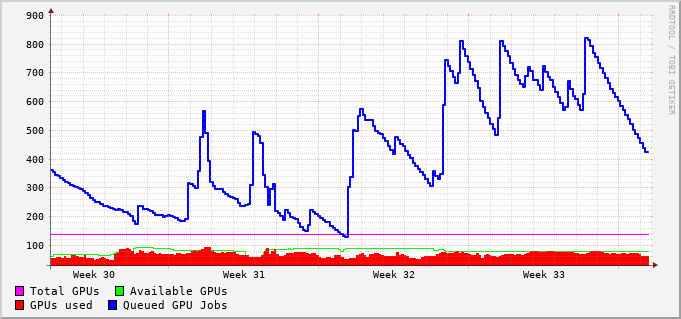 900
800
700
600
500
400
300
200
100
Week 30 Week 31 Week 32 Week 33
Total GPUs Available GPUs
GPUs used Queued GPU Jobs
RRDTOOL / TOBI OETIKER